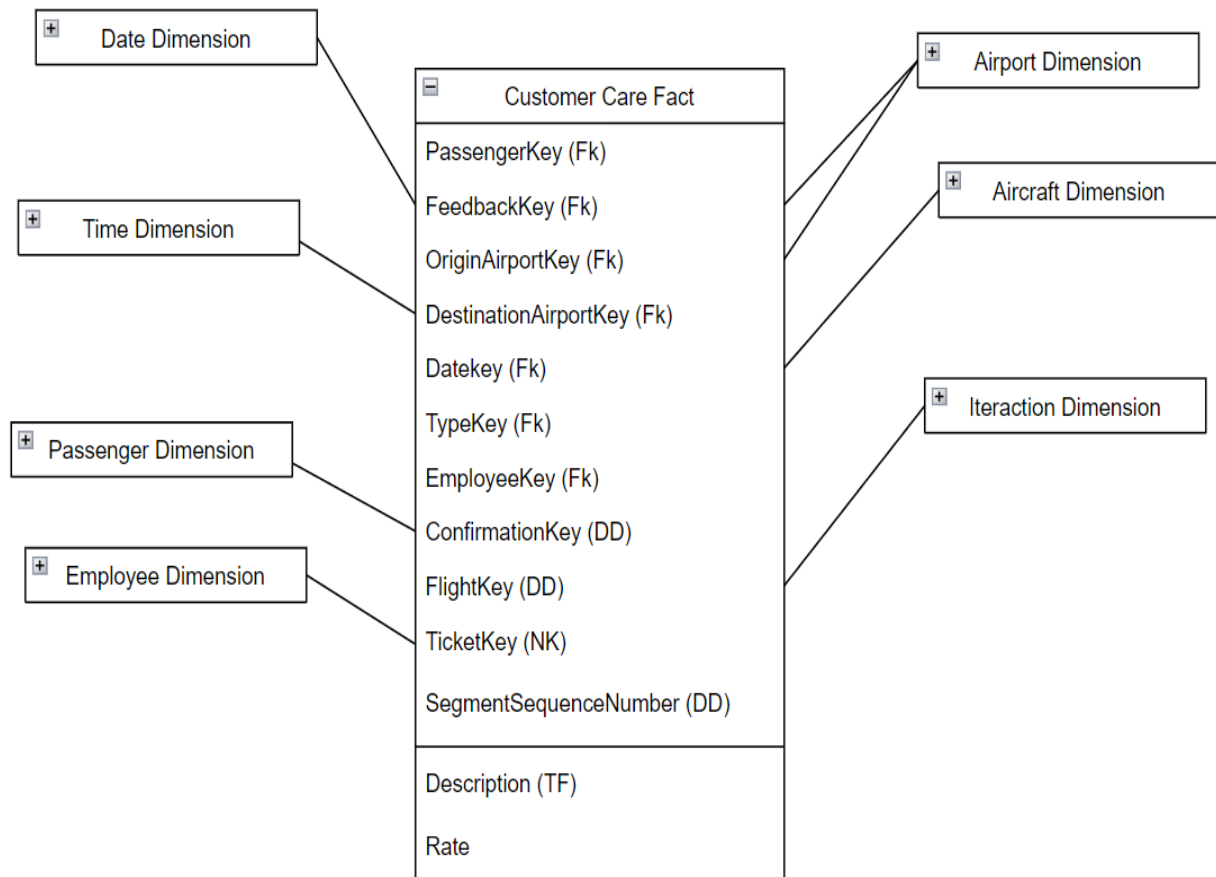 Date Dimension
Time Dimension
Passenger Dimension
Employee Dimension
Customer Care Fact
PassengerKey (Fk)
FeedbackKey (Fk)
OriginAirportKey (Fk)
DestinationAirportKey (Fk)
Datekey (Fk)
TypeKey (Fk)
EmployeeKey (Fk)
ConfirmationKey (DD)
FlightKey (DD)
TicketKey (NK)
SegmentSequenceNumber (DD)
Description (TF)
Rate
Airport Dimension
Aircraft Dimension
Iteraction Dimension